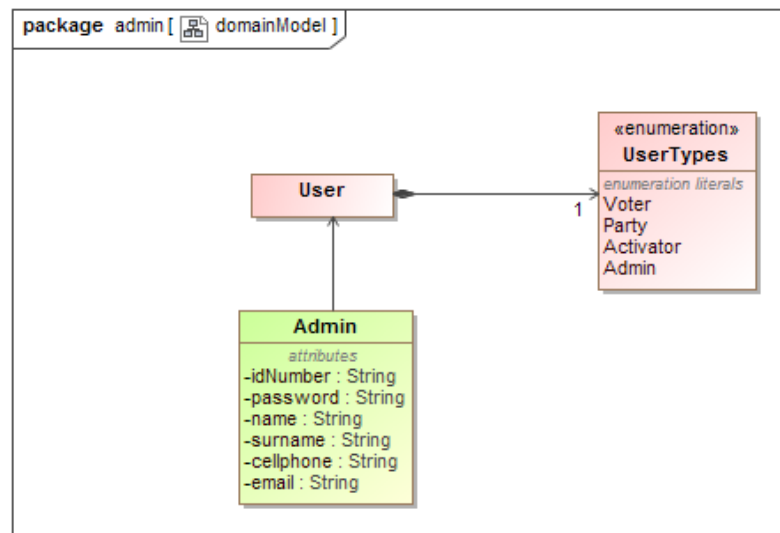 package admin [ domainModel ]
«enumeration»
UserTypes
enumeration literals
Voter
Party
Activator
Admin
User
1
Admin
attributes
-idNumber : String
-password : String
-name : String
-surname : String
-cellphone : String
-email : String